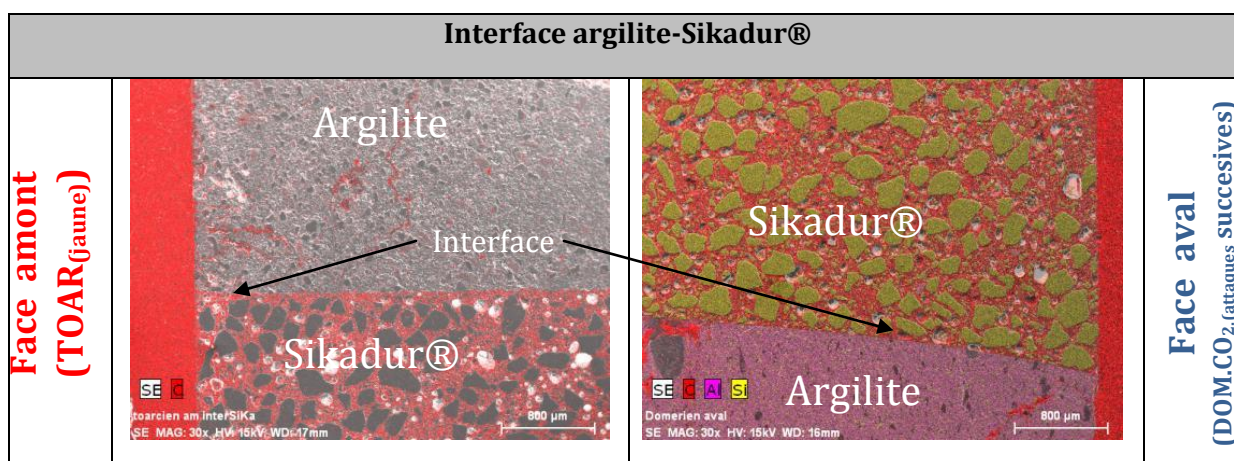 Interface argilite-Sikadur®
Face amont
(TOAR(jaune))
Argilite
Interface
Sikadur®
SE C
toarcien am InterSiKa
800 µm
SE MAG: 30x HV: 15kV WD: 17mm
Sikadur®
Argilite
SE C Al Si
Domerien aval
800 µm
SE MAG: 30x HV: 15kV WD: 16mm
Face aval
(DOM.CO2,(attaques succesives)